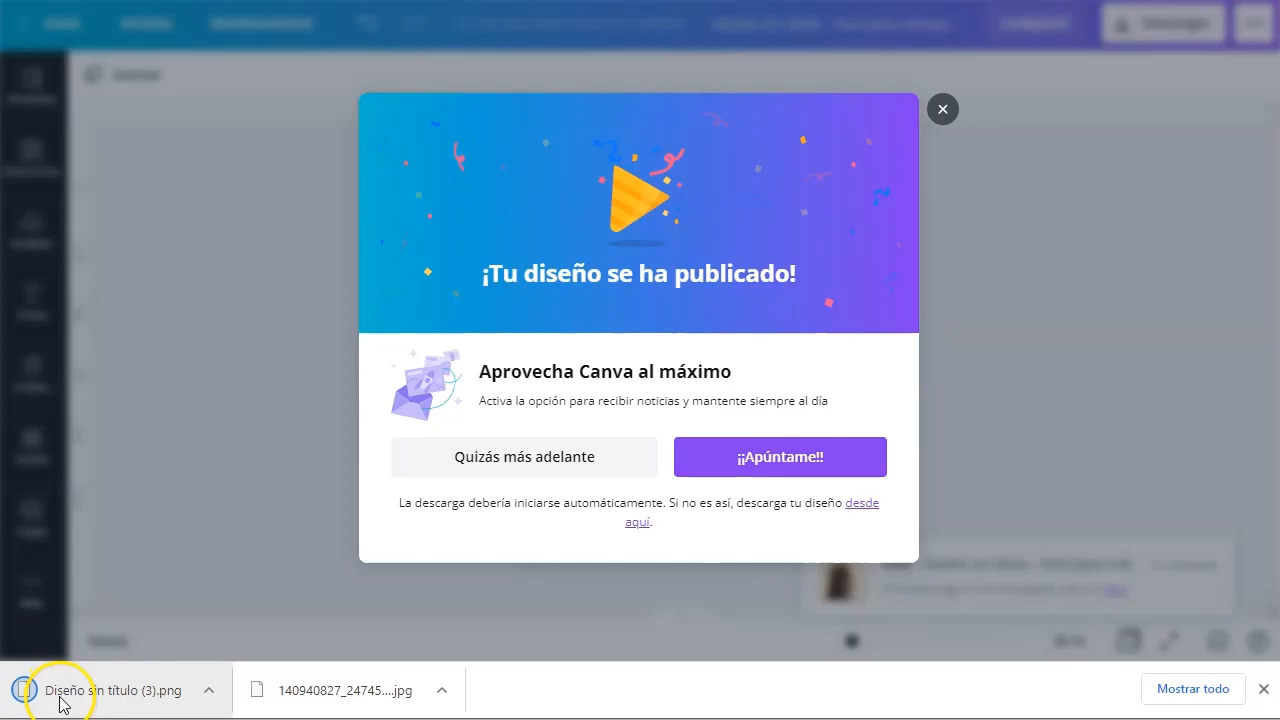 ¡Tu diseño se ha publicado!
Aprovecha Canva al máximo
Activa la opción para recibir noticias y mantente siempre al día
Quizás más adelante
¡¡Apúntame!!
La descarga debería iniciarse automáticamente. Si no es así, descarga tu diseño desde
aquí.
Diseño sin título (3).png
140940827_24745....jpg
Mostrar todo